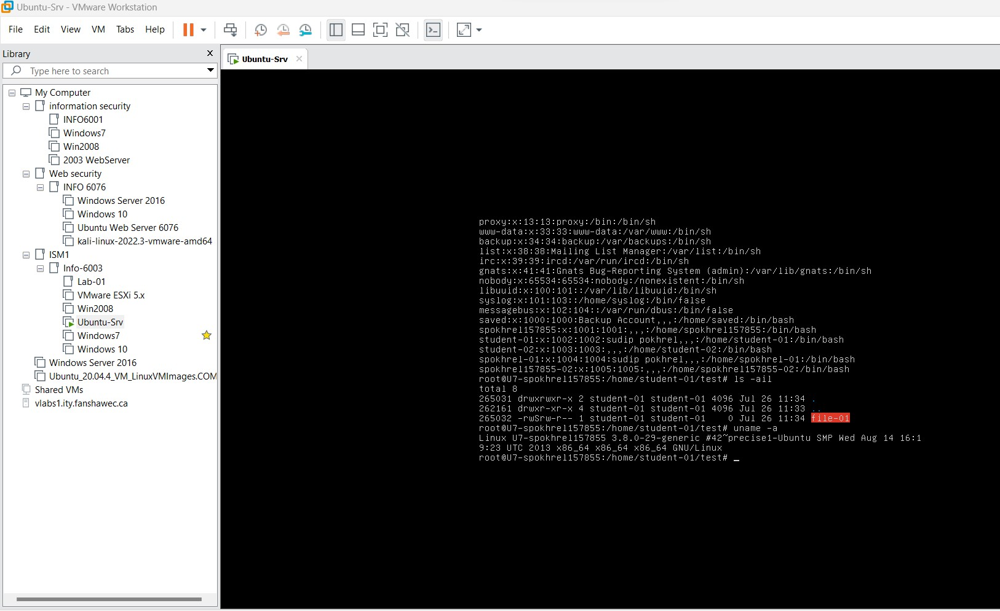 Ubuntu-Srv - VMware Workstation
File Edit View VM Tabs Help
Library
Type here to search
My Computer
information security
INFO6001
Windows7
Win2008
2003 WebServer
Web security
INFO 6076
Windows Server 2016
Windows 10
Ubuntu Web Server 6076
kali-linux-2022.3-vmware-amd64
ISM1
Info-6003
Lab-01
VMware ESXi 5.x
Win2008
Ubuntu-Srv
Windows7
Windows 10
Windows Server 2016
Ubuntu_20.04.4_VM_LinuxVMImages.COM
Shared VMs
vlabs1.ity.fanshawec.ca
Ubuntu-Srv
proxy:x:13:13:proxy:/bin:/bin/sh
www-data:x:33:33:www-data:/var/www:/bin/sh
backup:x:34:34:backup:/var/backups:/bin/sh
list:x:38:38:Mailing List Manager:/var/list:/bin/sh
irc:x:39:39:ircd:/var/run/ircd:/bin/sh
gnats:x:41:41:Gnats Bug-Reporting System (admin):/var/lib/gnats:/bin/sh
nobody:x:65534:65534:nobody:/nonexistent:/bin/sh
libuuid:x:100:101::/var/lib/libuuid:/bin/sh
syslog:x:101:103::/home/syslog:/bin/false
messagebus:x:102:104::/var/run/dbus:/bin/false
saved:x:1000:1000:Backup Account,,,:/home/saved:/bin/bash
spokhrel157855:x:1001:1001:,,,:/home/spokhrel157855:/bin/bash
student-01:x:1002:1002:sudip pokhrel,,,:/home/student-01:/bin/bash
student-02:x:1003:1003:,,,:/home/student-02:/bin/bash
spokhrel-01:x:1004:1004:sudip pokhrel,,,:/home/spokhrel-01:/bin/bash
spokhrel157855-02:x:1005:1005:,,,:/home/spokhrel157855-02:/bin/bash
root@U7-spokhrel157855:/home/student-01/test# ls -ail
total 8
265031 drwxrwxr-x 2 student-01 student-01 4096 Jul 26 11:34 .
262161 drwxr-xr-x 4 student-01 student-01 4096 Jul 26 11:33 ..
265032 -rwSrw-r-- 1 student-01 student-01    0 Jul 26 11:34 file-01
root@U7-spokhrel157855:/home/student-01/test# uname -a
Linux U7-spokhrel157855 3.8.0-29-generic #42~precise1-Ubuntu SMP Wed Aug 14 16:1
9:23 UTC 2013 x86_64 x86_64 x86_64 GNU/Linux
root@U7-spokhrel157855:/home/student-01/test# _